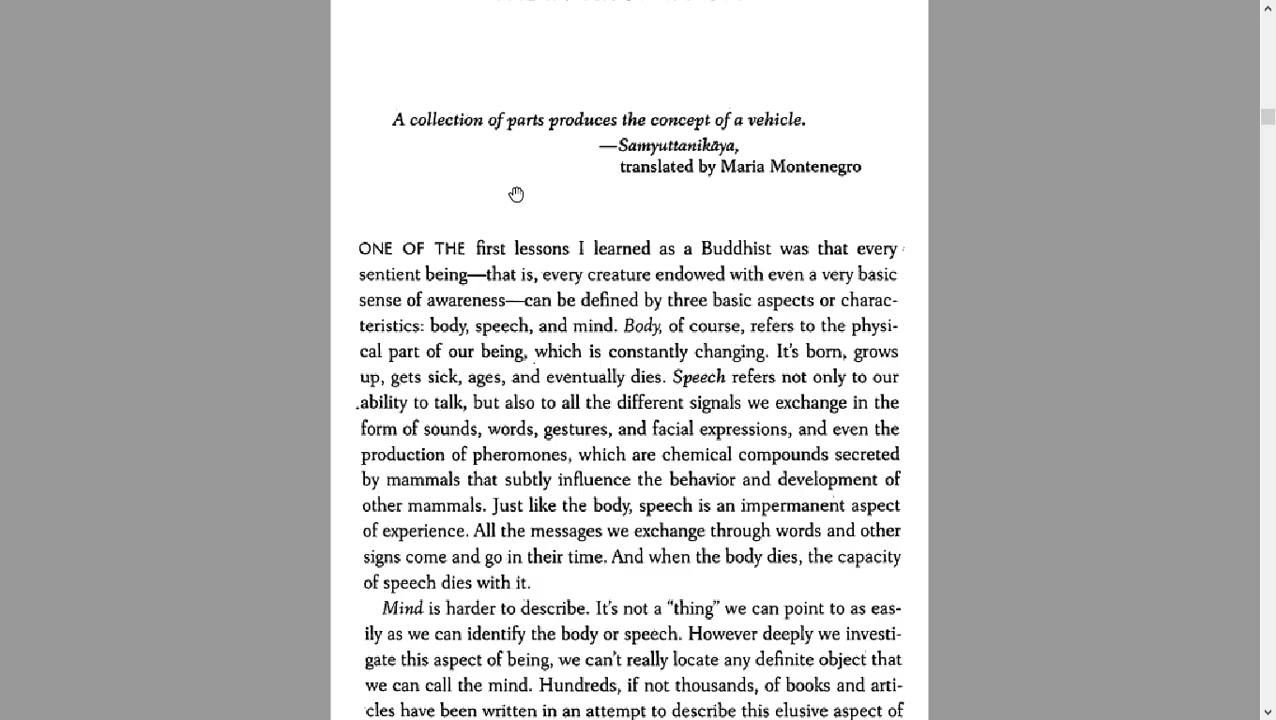 A collection of parts produces the concept of a vehicle.
—Samyuttanikāya,
translated by Maria Montenegro
ONE OF THE first lessons I learned as a Buddhist was that every
sentient being—that is, every creature endowed with even a very basic
sense of awareness—can be defined by three basic aspects or charac-
teristics: body, speech, and mind. Body, of course, refers to the physi-
cal part of our being, which is constantly changing. It's born, grows
up, gets sick, ages, and eventually dies. Speech refers not only to our
ability to talk, but also to all the different signals we exchange in the
form of sounds, words, gestures, and facial expressions, and even the
production of pheromones, which are chemical compounds secreted
by mammals that subtly influence the behavior and development of
other mammals. Just like the body, speech is an impermanent aspect
of experience. All the messages we exchange through words and other
signs come and go in their time. And when the body dies, the capacity
of speech dies with it.
Mind is harder to describe. It's not a “thing” we can point to as eas-
ily as we can identify the body or speech. However deeply we investi-
gate this aspect of being, we can't really locate any definite object that
we can call the mind. Hundreds, if not thousands, of books and arti-
cles have been written in an attempt to describe this elusive aspect of